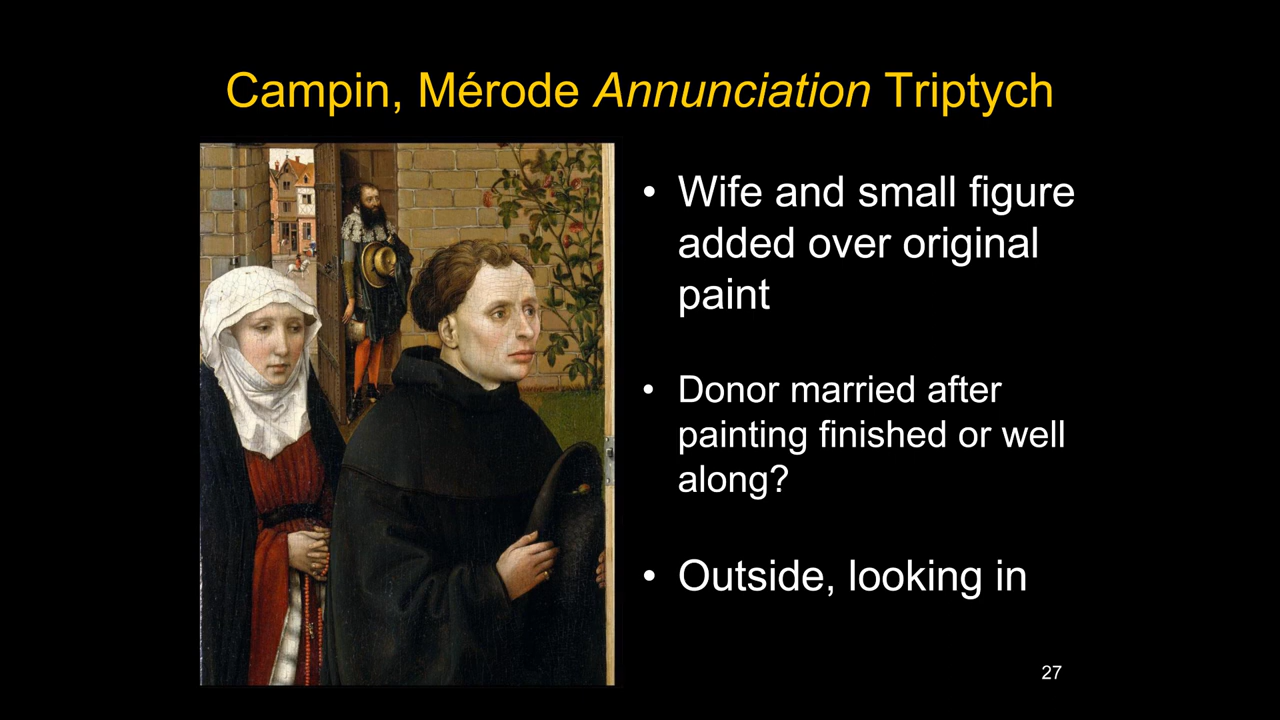 Campin, Mérode Annunciation Triptych
• Wife and small figure
added over original
paint
• Donor married after
painting finished or well
along?
• Outside, looking in
27